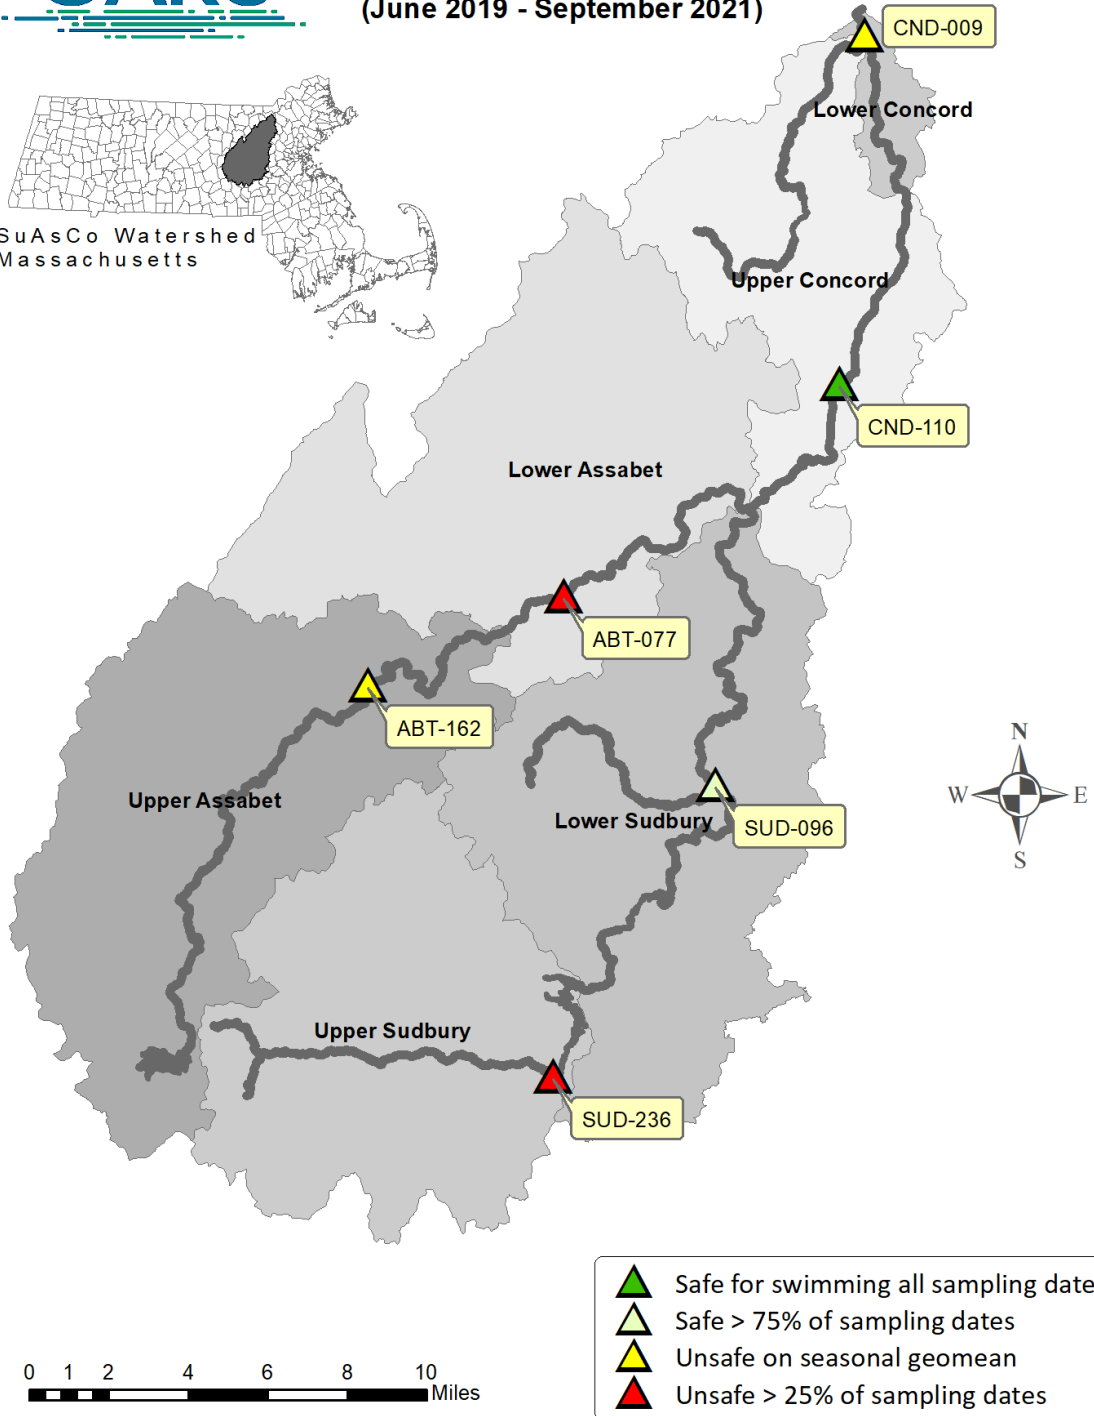 (June 2019 - September 2021)
CND-009
Lower Concord
SuAsCo Watershed
Massachusetts
Upper Concord
CND-110
Lower Assabet
ABT-077
ABT-162
Upper Assabet
Lower Sudbury
SUD-096
N
W E
S
Upper Sudbury
SUD-236
Safe for swimming all sampling date
Safe > 75% of sampling dates
Unsafe on seasonal geomean
Unsafe > 25% of sampling dates
0 1 2 4 6 8 10
Miles